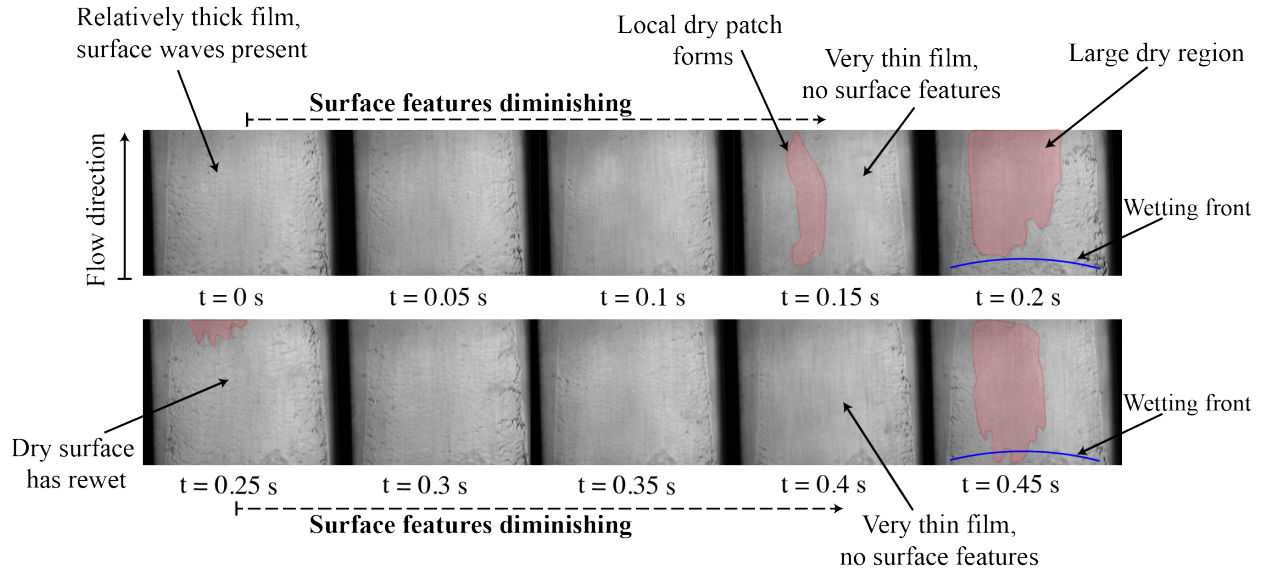 Relatively thick film,
surface waves present
Local dry patch
forms
Very thin film,
no surface features
Large dry region
Surface features diminishing
Flow direction
Wetting front
t = 0 s
t = 0.05 s
t = 0.1 s
t = 0.15 s
t = 0.2 s
Dry surface
has rewet
Wetting front
t = 0.25 s
t = 0.3 s
t = 0.35 s
t = 0.4 s
t = 0.45 s
Surface features diminishing
Very thin film,
no surface features